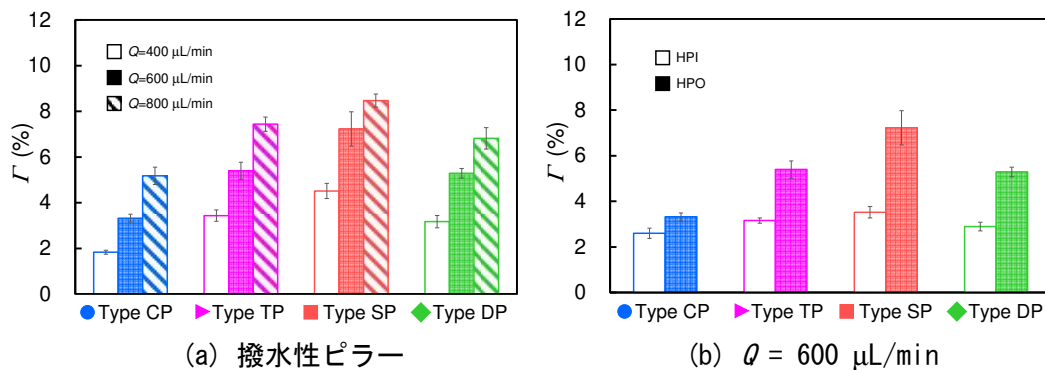 12
10
8
6
4
2
0
Γ (%)
Q=400 μL/min
Q=600 μL/min
Q=800 μL/min
Type CP Type TP Type SP Type DP
(a) 撥水性ピラー
12
10
8
6
4
2
0
Γ (%)
HPI
HPO
Type CP Type TP Type SP Type DP
(b) Q = 600 μL/min